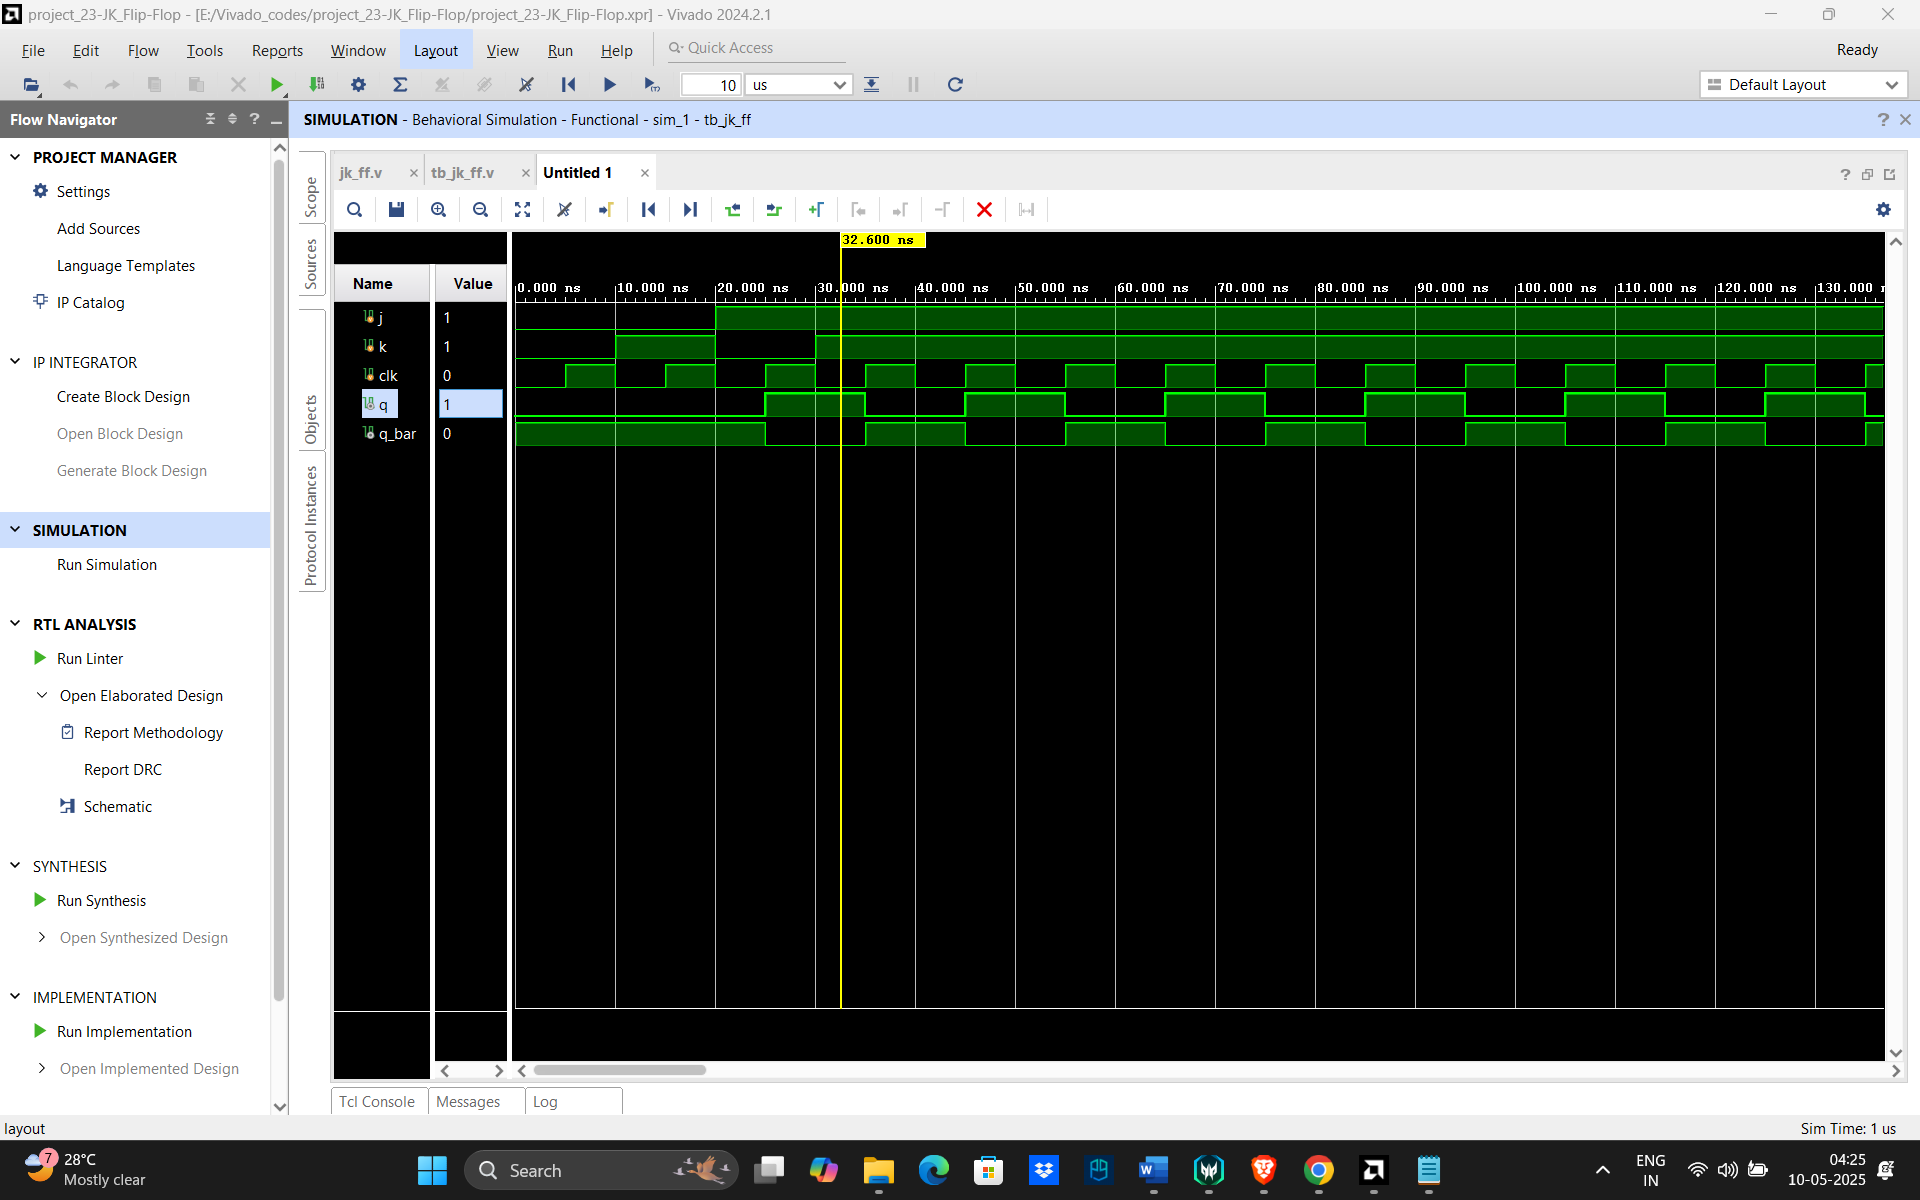 project_23-JK_Flip-Flop - [E:/Vivado_codes/project_23-JK_Flip-Flop/project_23-JK_Flip-Flop.xpr] - Vivado 2024.2.1
File Edit Flow Tools Reports Window Layout View Run Help Quick Access Ready
10 us Default Layout
Flow Navigator
SIMULATION - Behavioral Simulation - Functional - sim_1 - tb_jk_ff
PROJECT MANAGER
Settings
Add Sources
Language Templates
IP Catalog
IP INTEGRATOR
Create Block Design
Open Block Design
Generate Block Design
SIMULATION
Run Simulation
RTL ANALYSIS
Run Linter
Open Elaborated Design
Report Methodology
Report DRC
Schematic
SYNTHESIS
Run Synthesis
Open Synthesized Design
IMPLEMENTATION
Run Implementation
Open Implemented Design
Scope
Sources
Objects
Protocol Instances
jk_ff.v tb_jk_ff.v Untitled 1
32.600 ns
Name Value
0.000 ns 10.000 ns 20.000 ns 30.000 ns 40.000 ns 50.000 ns 60.000 ns 70.000 ns 80.000 ns 90.000 ns 100.000 ns 110.000 ns 120.000 ns 130.000
j 1
k 1
clk 0
q 1
q_bar 0
Tcl Console Messages Log
layout
Sim Time: 1 us
7
28°C
Mostly clear
Search
ENG
IN
04:25
10-05-2025